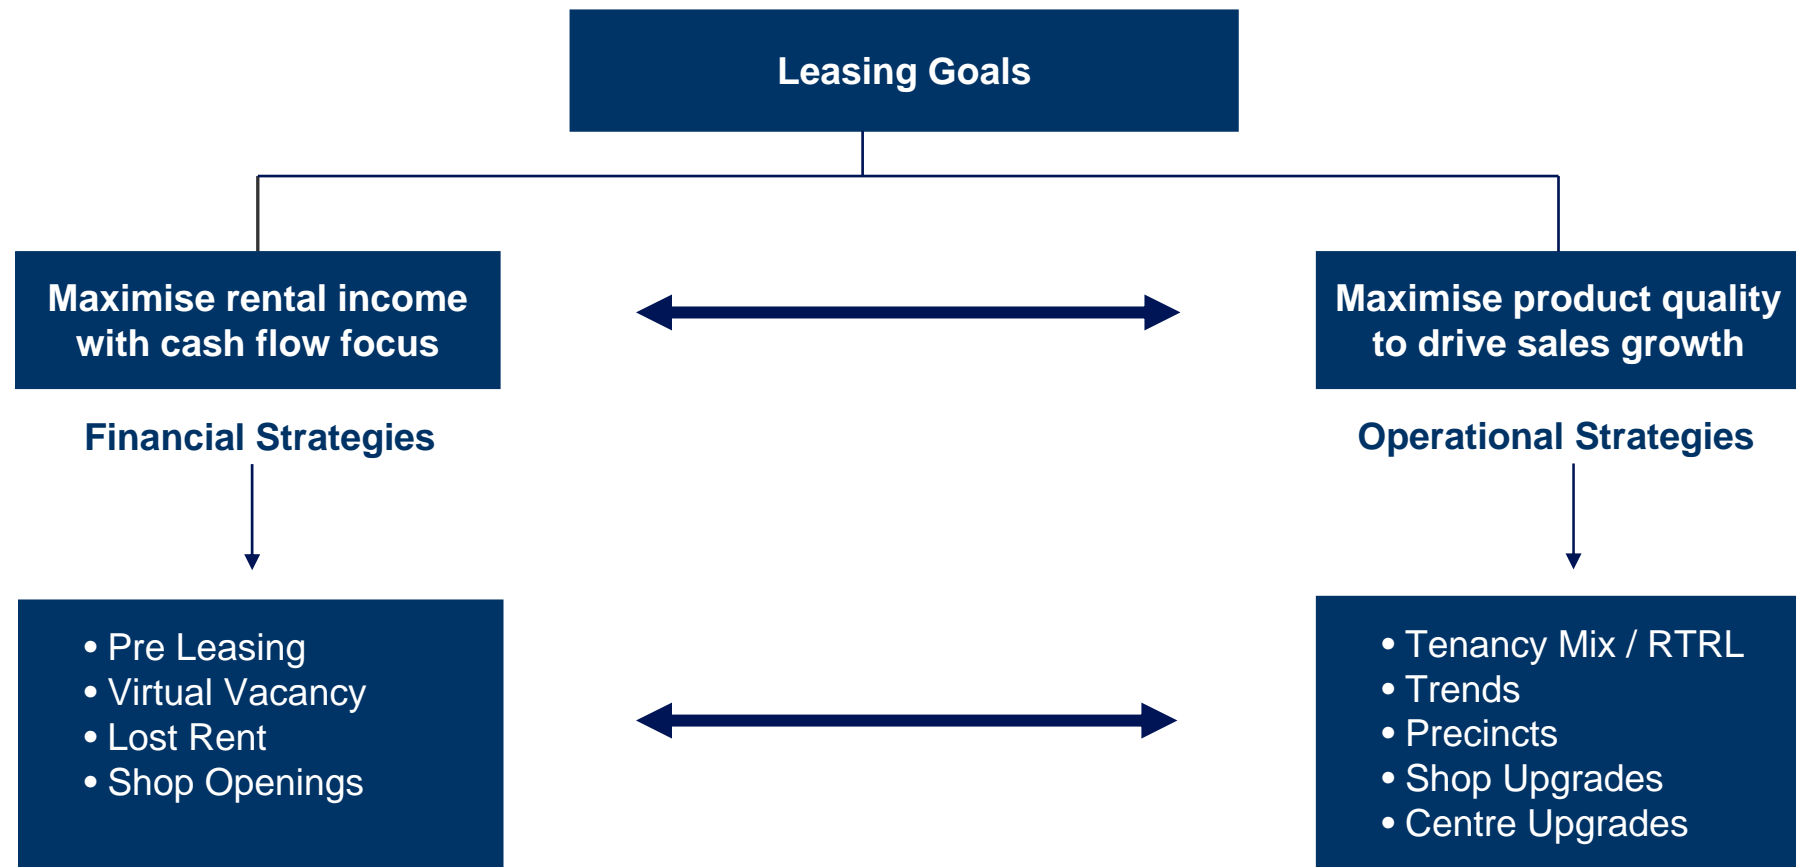 Leasing Goals
Maximise rental income
with cash flow focus
Maximise product quality
to drive sales growth
Financial Strategies
Operational Strategies
• Pre Leasing
• Virtual Vacancy
• Lost Rent
• Shop Openings
• Tenancy Mix / RTRL
• Trends
• Precincts
• Shop Upgrades
• Centre Upgrades